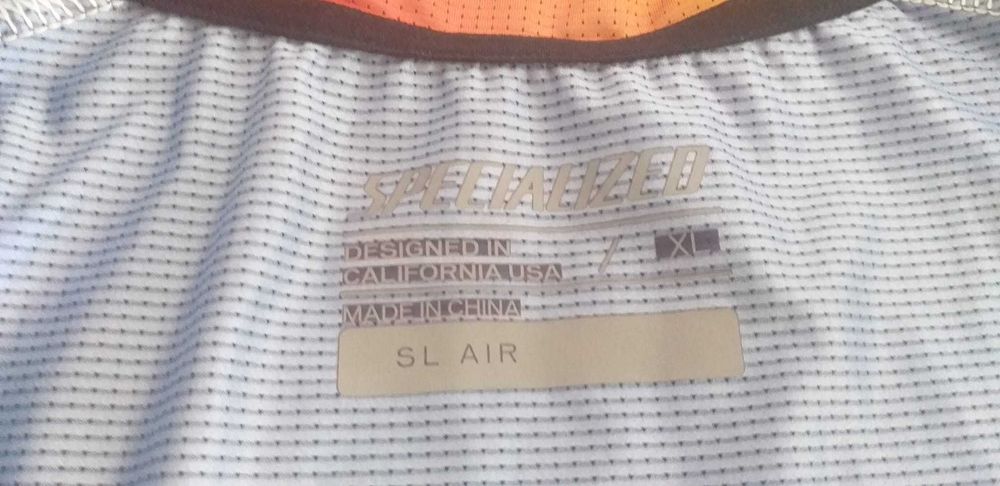 SPECIALIZED
DESIGNED IN / XL
CALIFORNIA USA
MADE IN CHINA
SL AIR